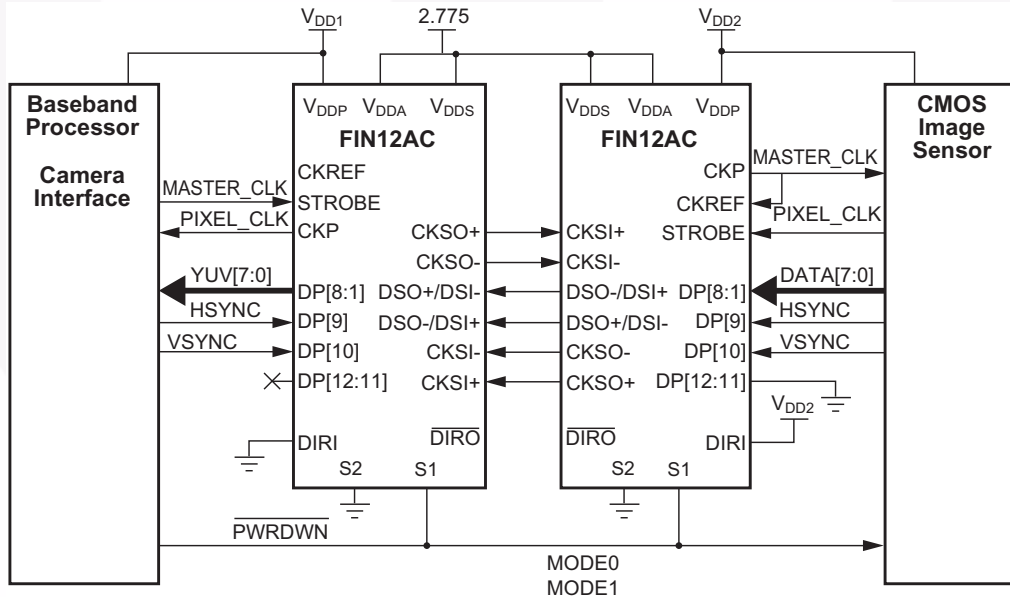 V_DD1
2.775
V_DD2
Baseband
Processor
Camera
Interface
V_DDP V_DDA V_DDS
FIN12AC
CKREF
STROBE
CKP
DP[8:1]
DP[9]
DP[10]
DP[12:11]
DIRI
CKSO+
CKSO-
DSO+/DSI-
DSO-/DSI+
CKSI-
CKSI+
DIRO
S2 S1
MASTER_CLK
PIXEL_CLK
YUV[7:0]
HSYNC
VSYNC
V_DDS V_DDA V_DDP
FIN12AC
CKSI+
CKSI-
DSO-/DSI+
DSO+/DSI-
CKSO-
CKSO+
DIRO
CKP
CKREF
STROBE
DP[8:1]
DP[9]
DP[10]
DP[12:11]
DIRI
S2 S1
MASTER_CLK
PIXEL_CLK
DATA[7:0]
HSYNC
VSYNC
V_DD2
CMOS
Image
Sensor
PWRDWN
MODE0
MODE1